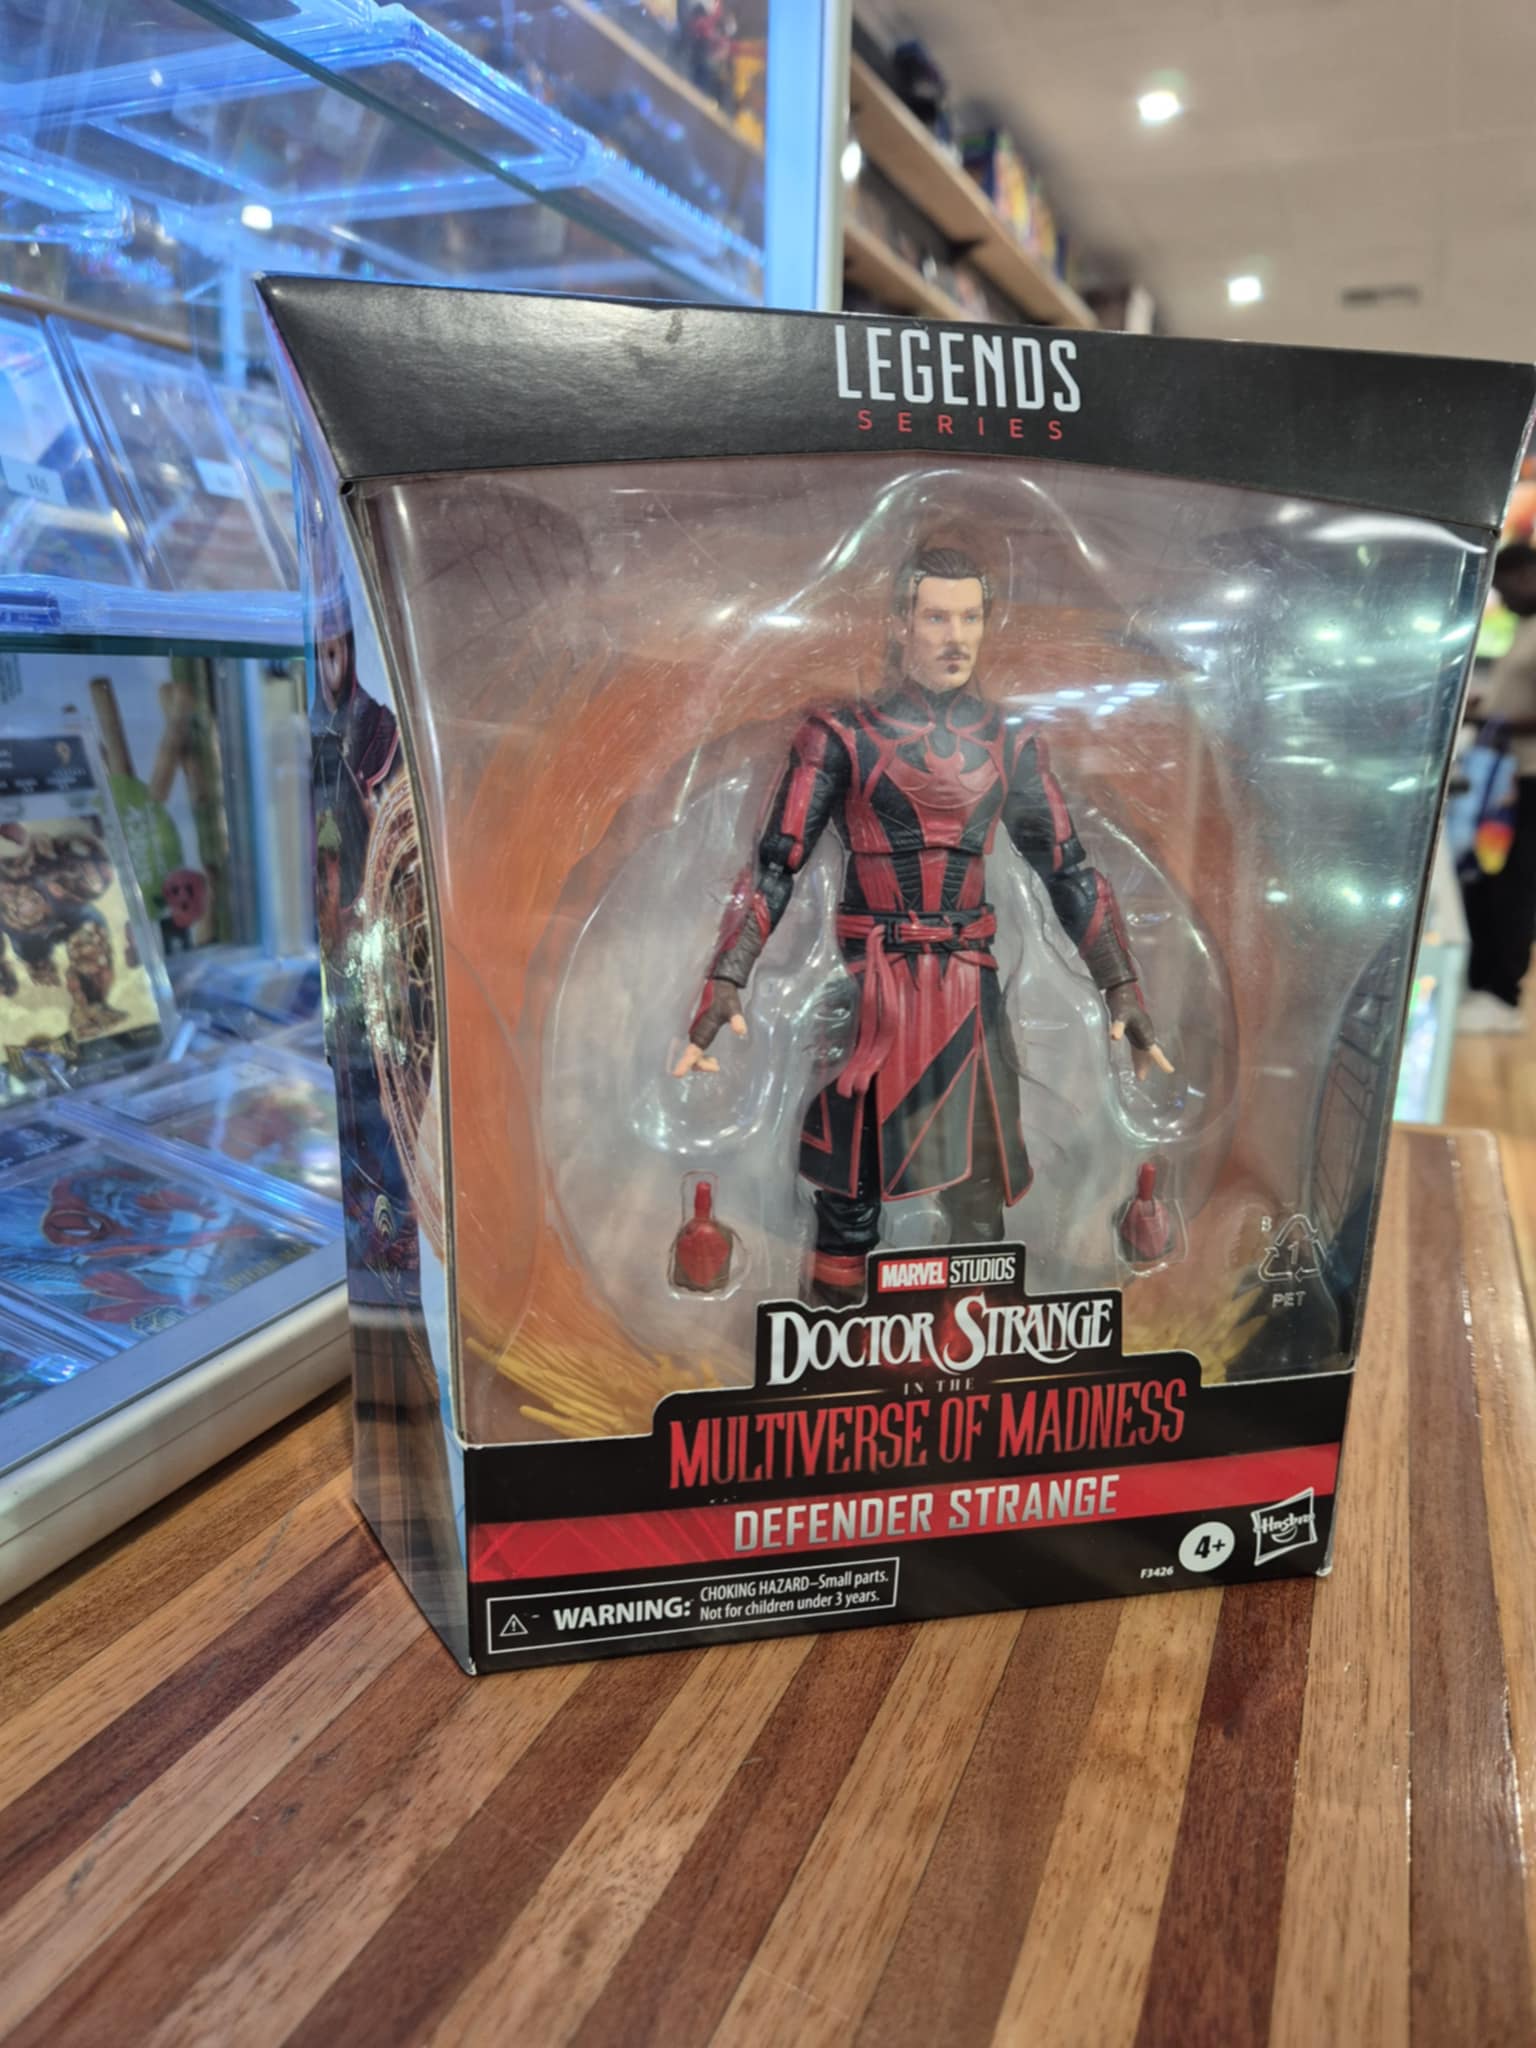 LEGENDS
SERIES
MARVEL STUDIOS
DOCTOR STRANGE
IN THE
MULTIVERSE OF MADNESS
DEFENDER STRANGE
WARNING:
CHOKING HAZARD–Small parts.
Not for children under 3 years.
F3426
4+
Hasbro
1
PET